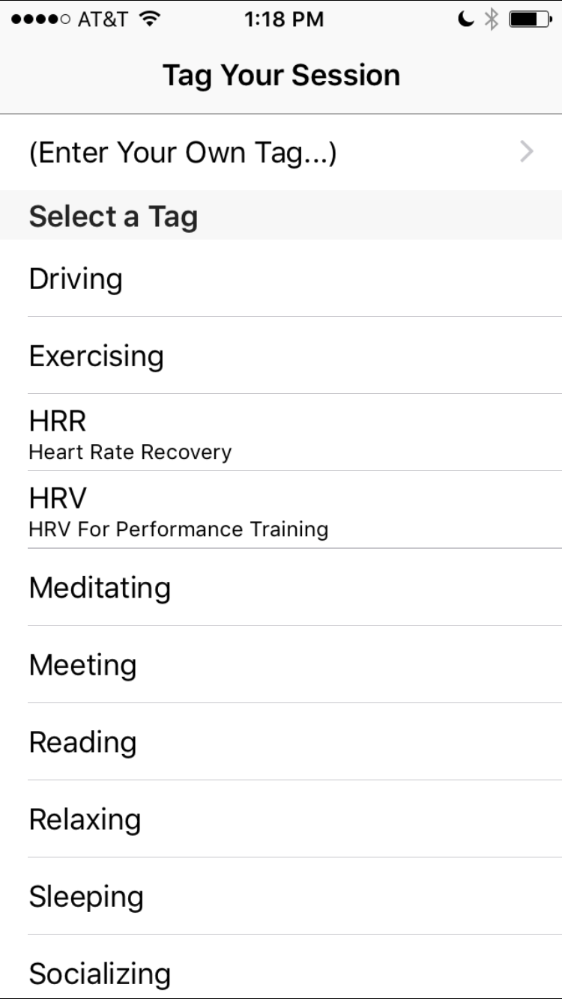 AT&T 1:18 PM
Tag Your Session
(Enter Your Own Tag...)
Select a Tag
Driving
Exercising
HRR
Heart Rate Recovery
HRV
HRV For Performance Training
Meditating
Meeting
Reading
Relaxing
Sleeping
Socializing